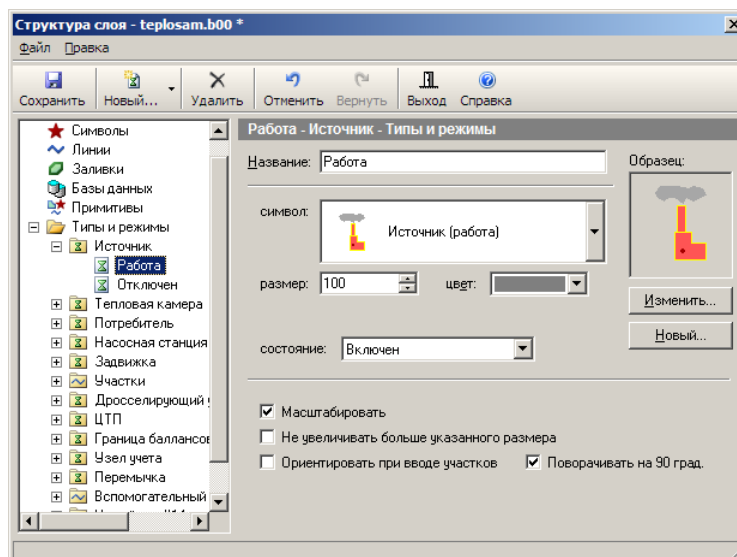 Структура слоя - teplosam.b00 *
Файл Правка
Сохранить Новый... Удалить Отменить Вернуть Выход Справка
Символы
Линии
Заливки
Базы данных
Примитивы
Типы и режимы
Источник
Работа
Отключен
Тепловая камера
Потребитель
Насосная станция
Задвижка
Участки
Дросселирующий
ЦТП
Граница баллансов
Узел учета
Перемычка
Вспомогательный
Работа - Источник - Типы и режимы
Название: Работа
Образец:
символ: Источник (работа)
размер: 100 цвет:
Изменить...
Новый...
состояние: Включен
Масштабировать
Не увеличивать больше указанного размера
Ориентировать при вводе участков Поворачивать на 90 град.